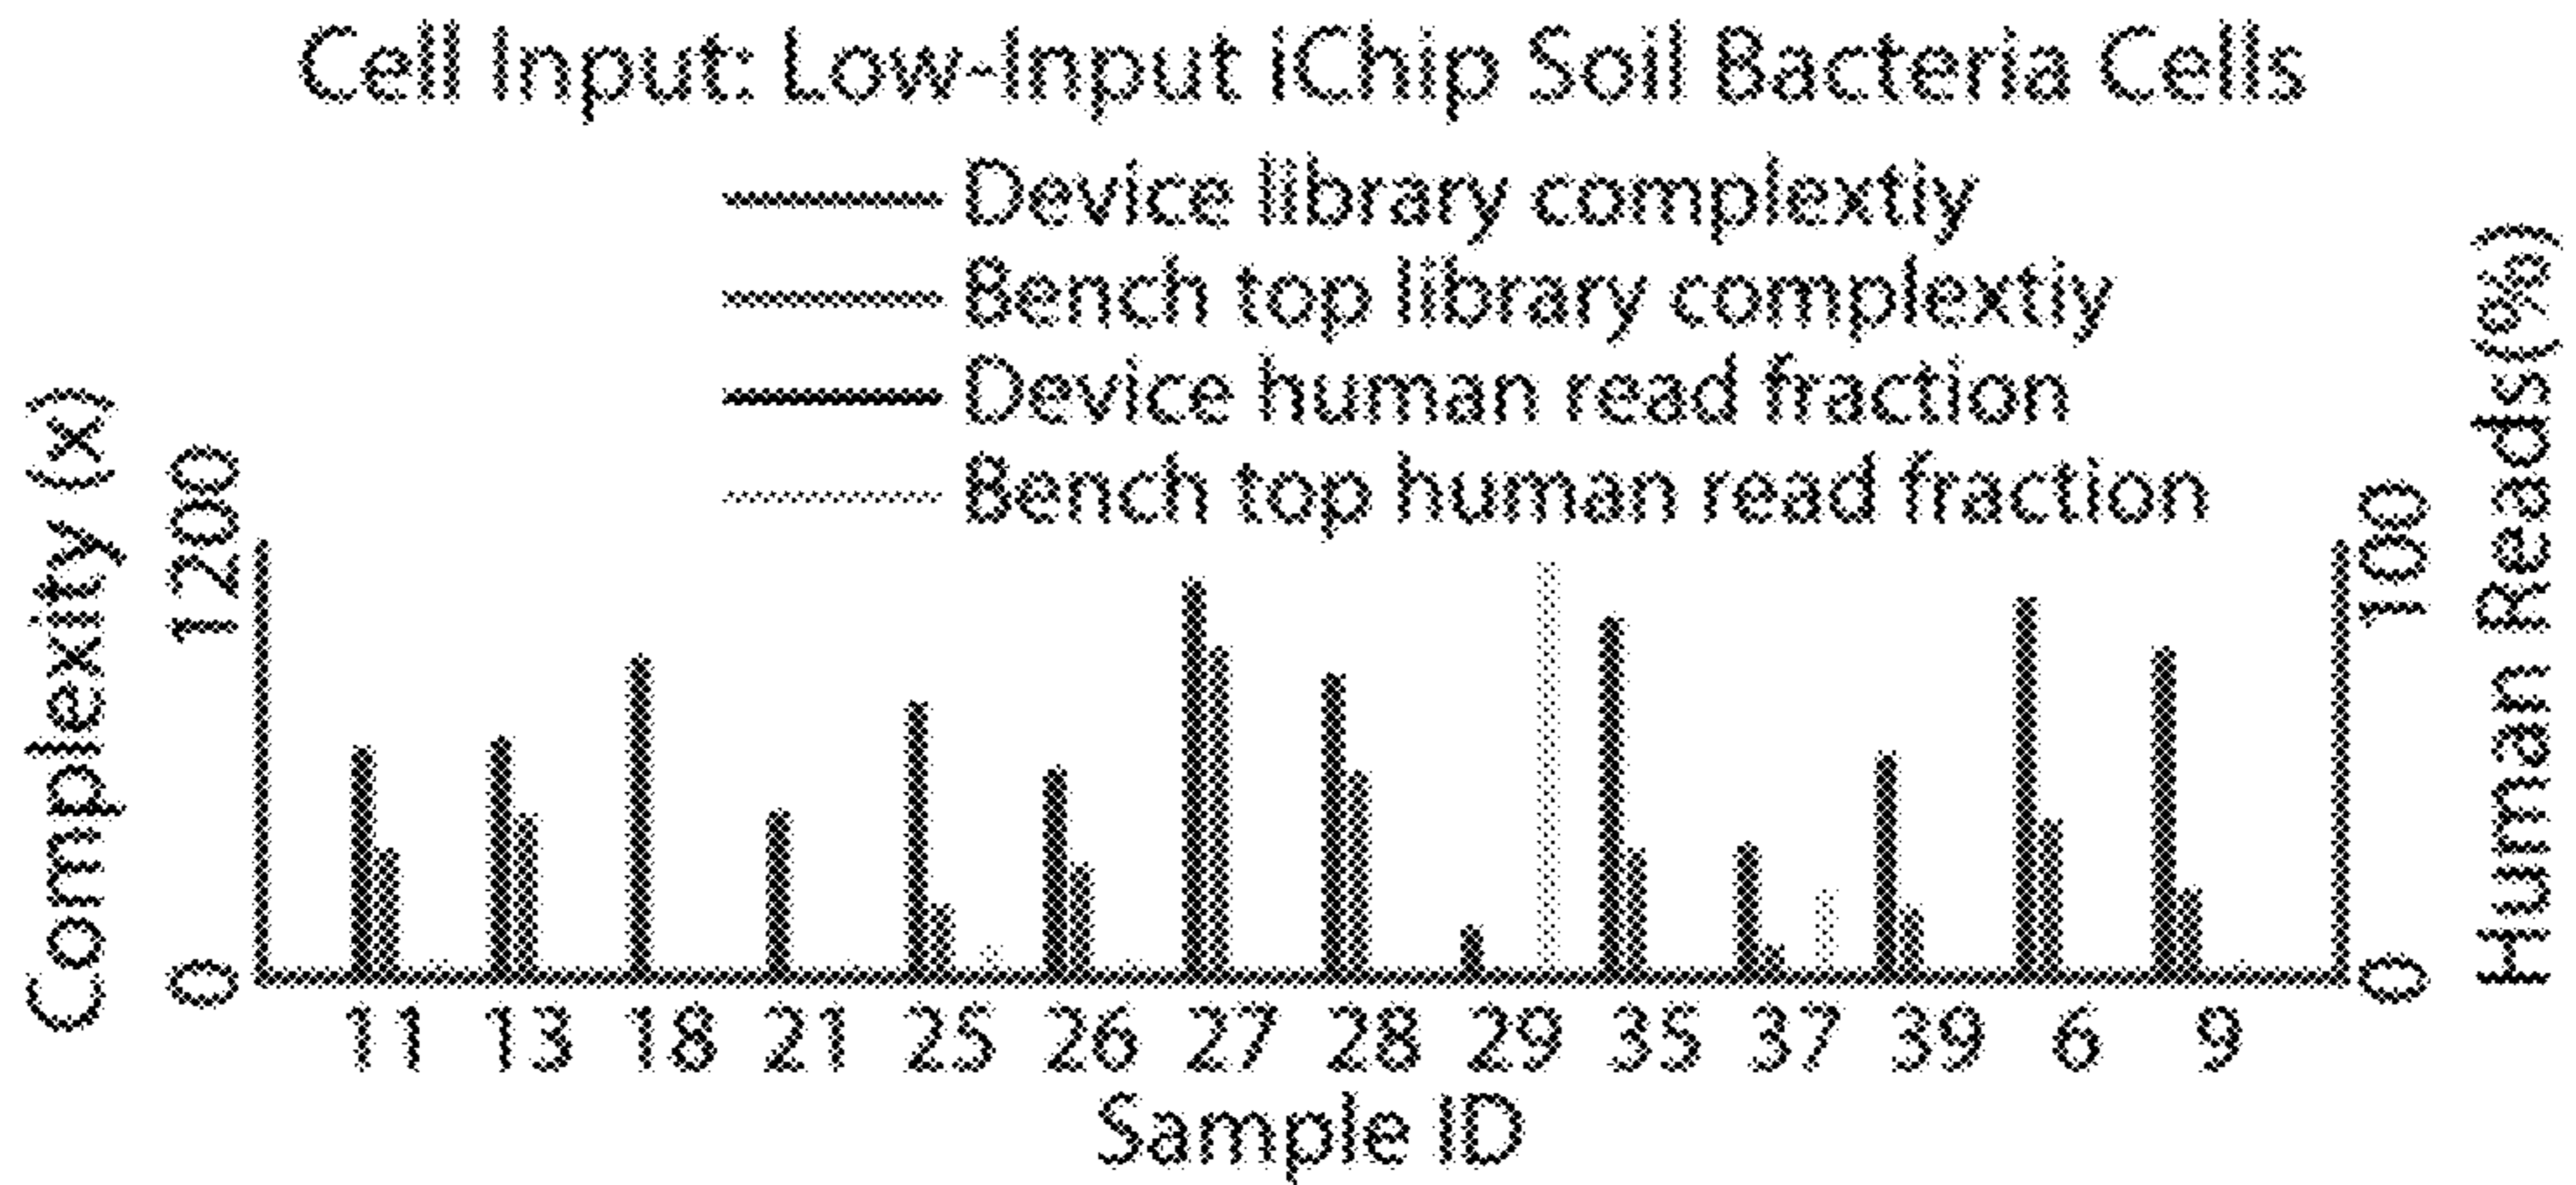 Cell Input: Low-Input iChip Soil Bacteria Cells
Device library complextiy
Bench top library complextiy
Device human read fraction
Bench top human read fraction
Complexity (x)
1200
0
100
0
Human Reads(%)
11 13 18 21 25 26 27 28 29 35 37 39 6 9
Sample ID